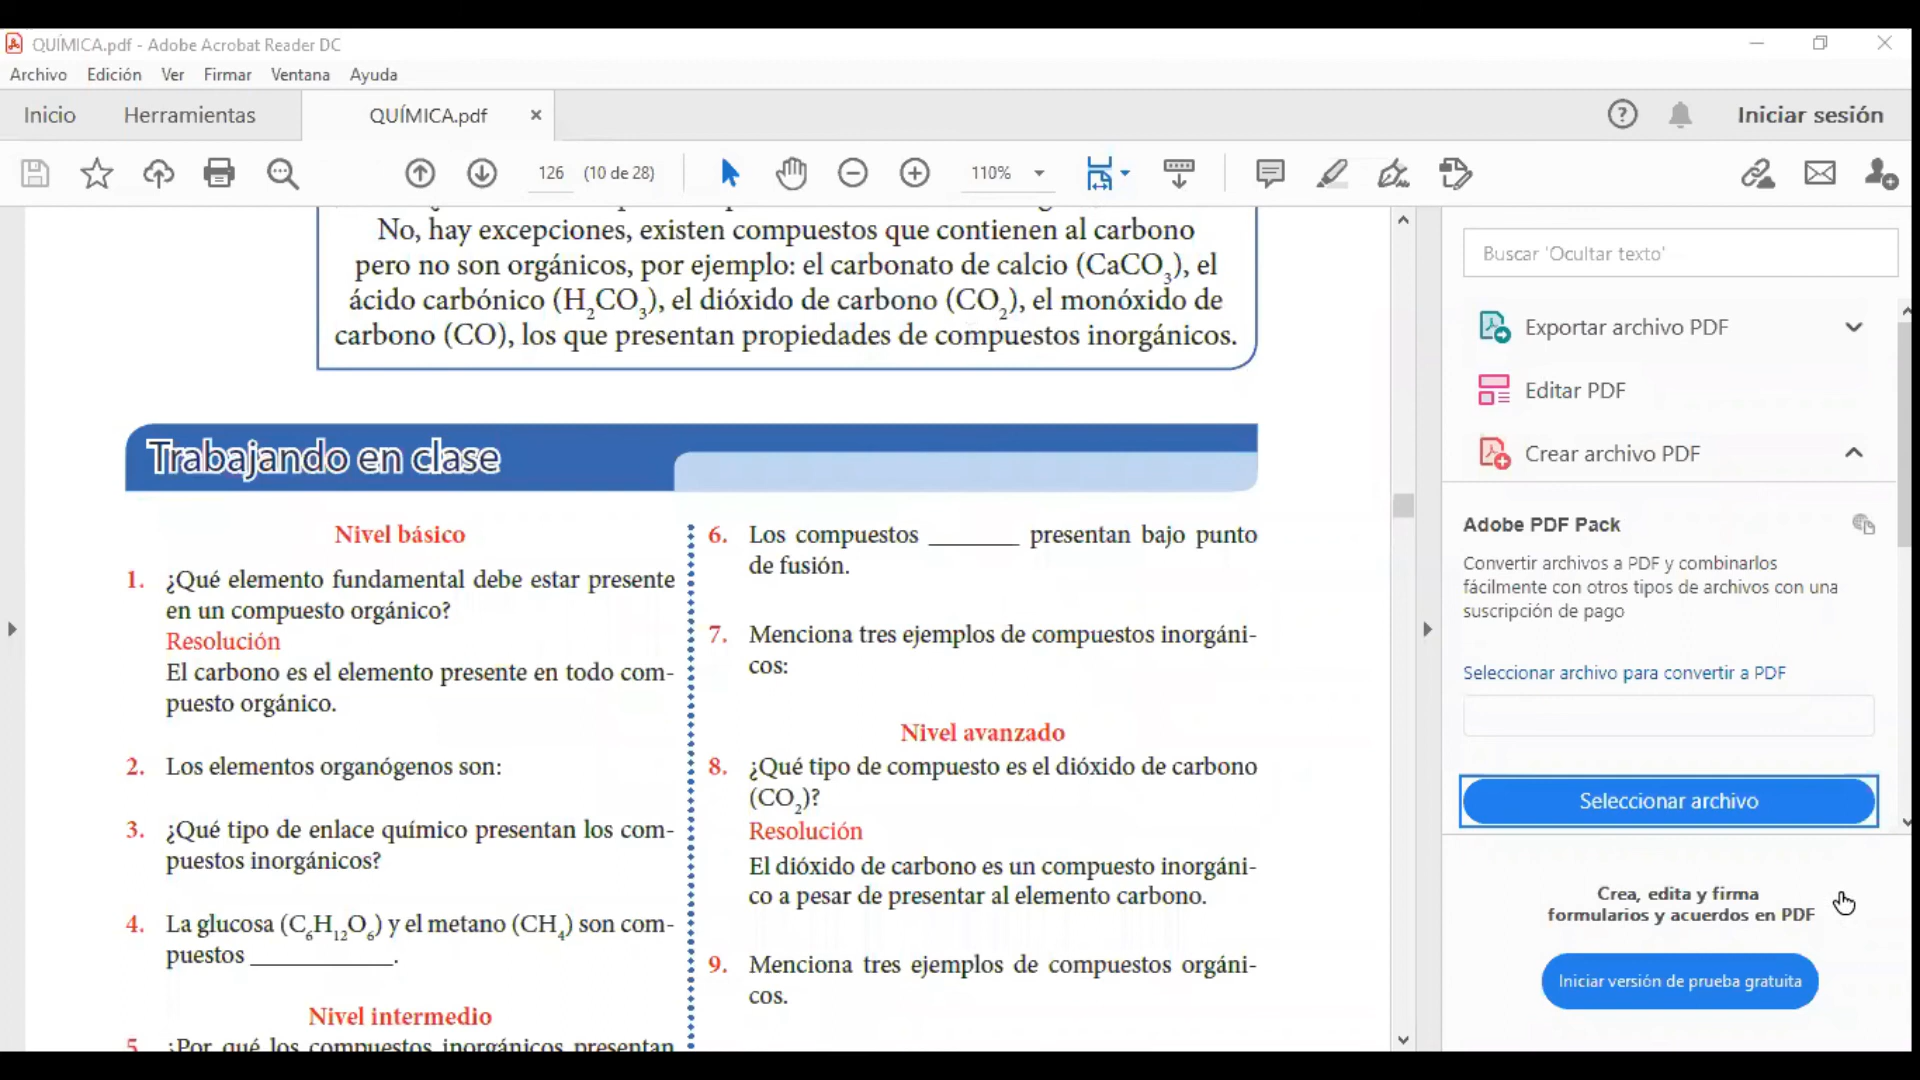 QUÍMICA.pdf - Adobe Acrobat Reader DC
Archivo Edición Ver Firmar Ventana Ayuda
Inicio Herramientas QUÍMICA.pdf Iniciar sesión
126 (10 de 28) 110%
No, hay excepciones, existen compuestos que contienen al carbono
pero no son orgánicos, por ejemplo: el carbonato de calcio (CaCO3), el
ácido carbónico (H2CO3), el dióxido de carbono (CO2), el monóxido de
carbono (CO), los que presentan propiedades de compuestos inorgánicos.
Trabajando en clase
Nivel básico
1. ¿Qué elemento fundamental debe estar presente
en un compuesto orgánico?
Resolución
El carbono es el elemento presente en todo com-
puesto orgánico.
2. Los elementos organógenos son:
3. ¿Qué tipo de enlace químico presentan los com-
puestos inorgánicos?
4. La glucosa (C6H12O6) y el metano (CH4) son com-
puestos ____________.
Nivel intermedio
5. ¿Por qué los compuestos inorgánicos presentan
6. Los compuestos _______ presentan bajo punto
de fusión.
7. Menciona tres ejemplos de compuestos inorgáni-
cos:
Nivel avanzado
8. ¿Qué tipo de compuesto es el dióxido de carbono
(CO2)?
Resolución
El dióxido de carbono es un compuesto inorgáni-
co a pesar de presentar al elemento carbono.
9. Menciona tres ejemplos de compuestos orgáni-
cos.
Buscar 'Ocultar texto'
Exportar archivo PDF
Editar PDF
Crear archivo PDF
Adobe PDF Pack
Convertir archivos a PDF y combinarlos
fácilmente con otros tipos de archivos con una
suscripción de pago
Seleccionar archivo para convertir a PDF
Seleccionar archivo
Crea, edita y firma
formularios y acuerdos en PDF
Iniciar versión de prueba gratuita